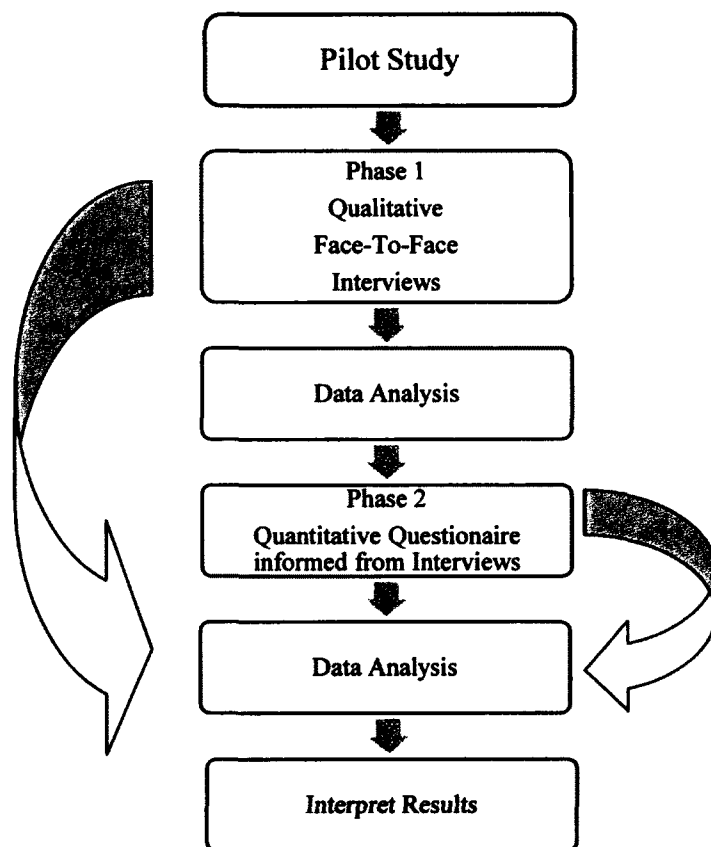 Pilot Study
Phase 1
Qualitative
Face-To-Face
Interviews
Data Analysis
Phase 2
Quantitative Questionaire
informed from Interviews
Data Analysis
Interpret Results